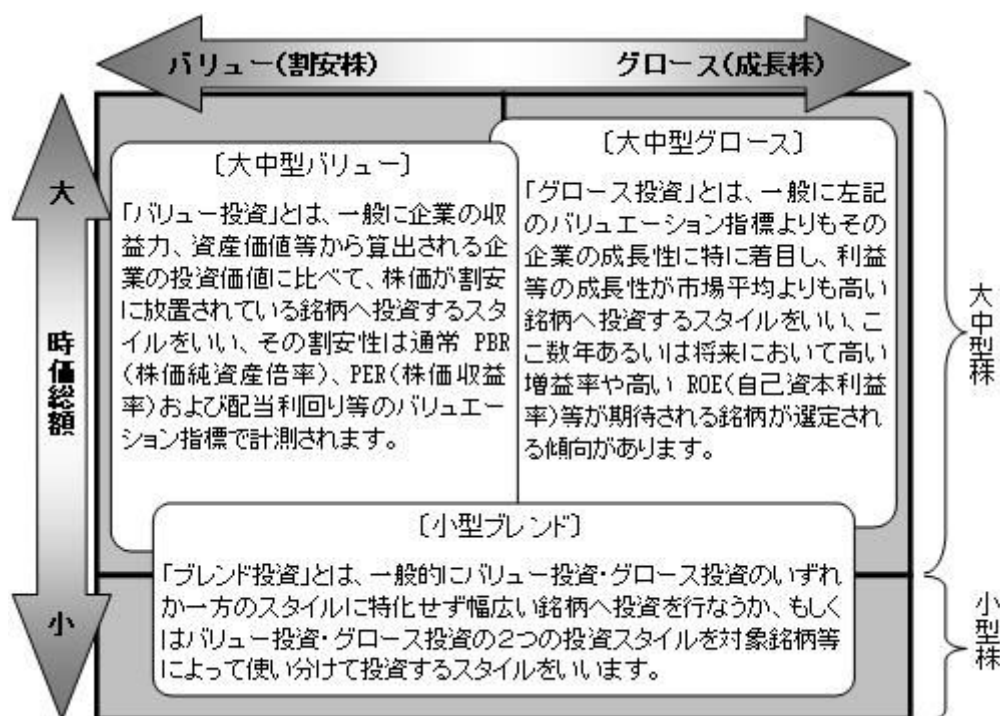 バリュー(割安株)
グロース(成長株)
大
時価総額
小
［大中型バリュー］
「バリュー投資」とは、一般に企業の収
益力、資産価値等から算出される企
業の投資価値に比べて、株価が割安
に放置されている銘柄へ投資するスタ
イルをいい、その割安性は通常 PBR
（株価純資産倍率）、PER（株価収益
率）および配当利回り等のバリュエー
ション指標で計測されます。
［大中型グロース］
「グロース投資」とは、一般に左記
のバリュエーション指標よりもその
企業の成長性に特に着目し、利益
等の成長性が市場平均よりも高い
銘柄へ投資するスタイルをいい、こ
こ数年あるいは将来において高い
増益率や高い ROE（自己資本利益
率）等が期待される銘柄が選定され
る傾向があります。
［小型ブレンド］
「ブレンド投資」とは、一般的にバリュー投資・グロース投資のいずれ
か一方のスタイルに特化せず幅広い銘柄へ投資を行なうか、もしく
はバリュー投資・グロース投資の２つの投資スタイルを対象銘柄等
によって使い分けて投資するスタイルをいいます。
大中型株
小型株